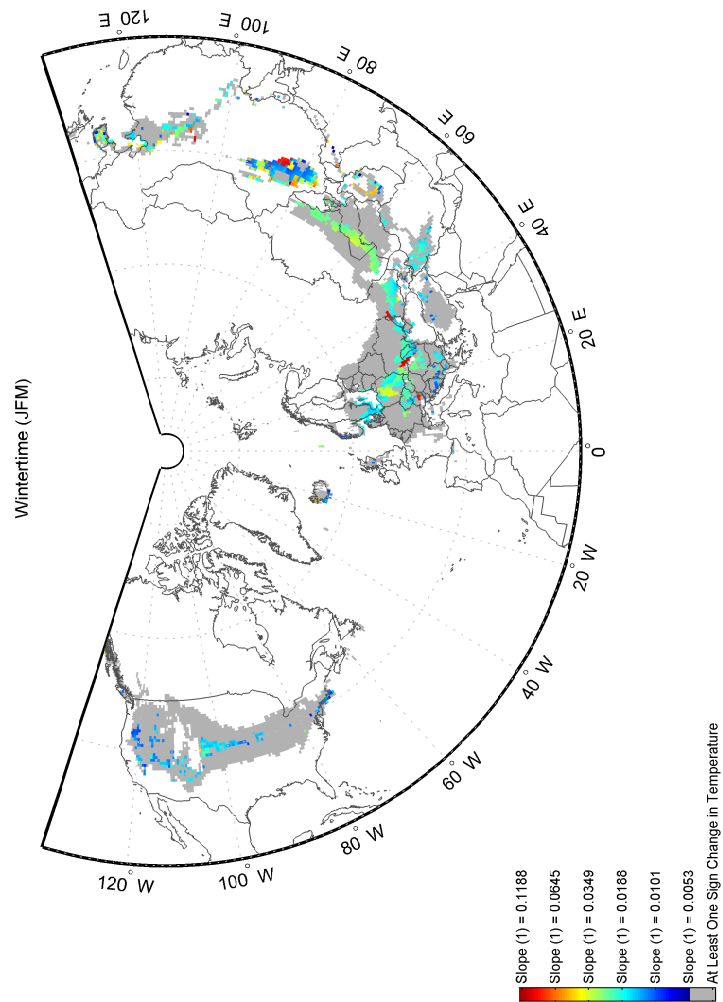 Wintertime (JFM)
120 E
100 E
80 E
60 E
40 E
20 E
0
20 W
40 W
60 W
80 W
100 W
120 W
Slope (1) = 0.1188
Slope (1) = 0.0645
Slope (1) = 0.0349
Slope (1) = 0.0188
Slope (1) = 0.0101
Slope (1) = 0.0053
At Least One Sign Change in Temperature